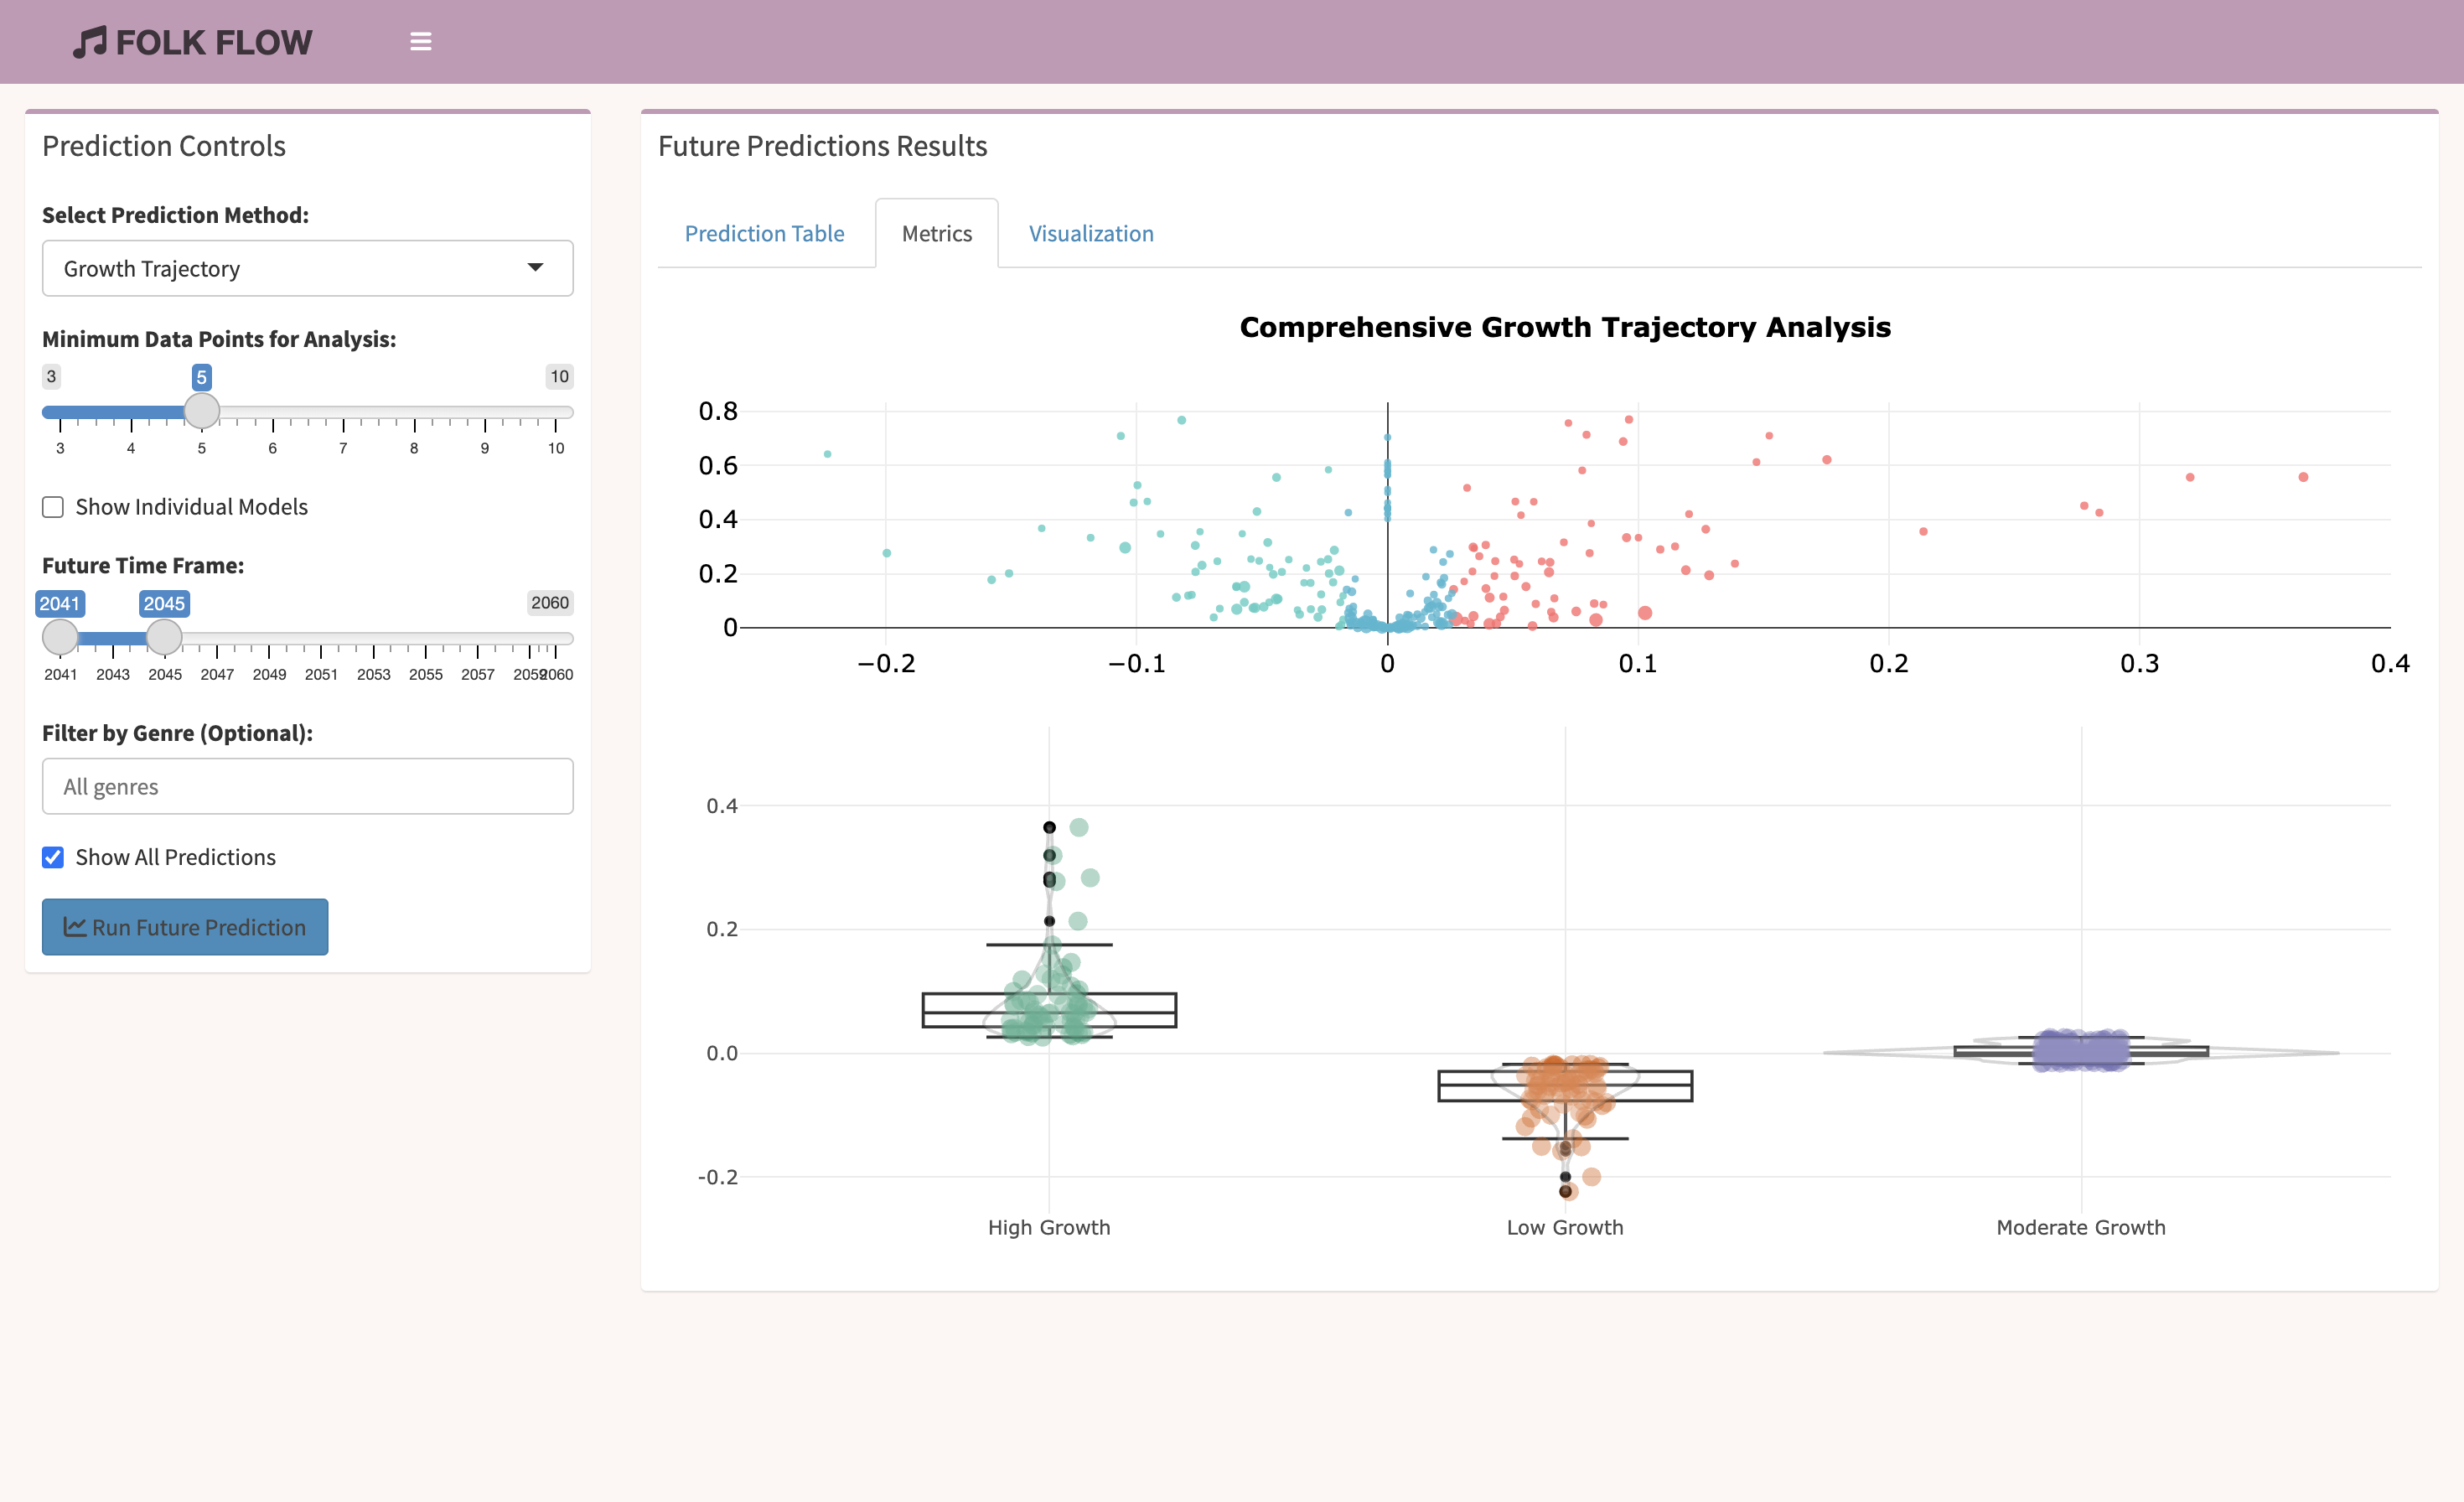 FOLK FLOW
Prediction Controls
Select Prediction Method:
Growth Trajectory
Minimum Data Points for Analysis:
3 5 10
3 4 5 6 7 8 9 10
Show Individual Models
Future Time Frame:
2041 2045 2060
2041 2043 2045 2047 2049 2051 2053 2055 2057 2059 2060
Filter by Genre (Optional):
All genres
Show All Predictions
Run Future Prediction
Future Predictions Results
Prediction Table Metrics Visualization
Comprehensive Growth Trajectory Analysis
0.8
0.6
0.4
0.2
0
−0.2 −0.1 0 0.1 0.2 0.3 0.4
0.4
0.2
0.0
-0.2
High Growth Low Growth Moderate Growth